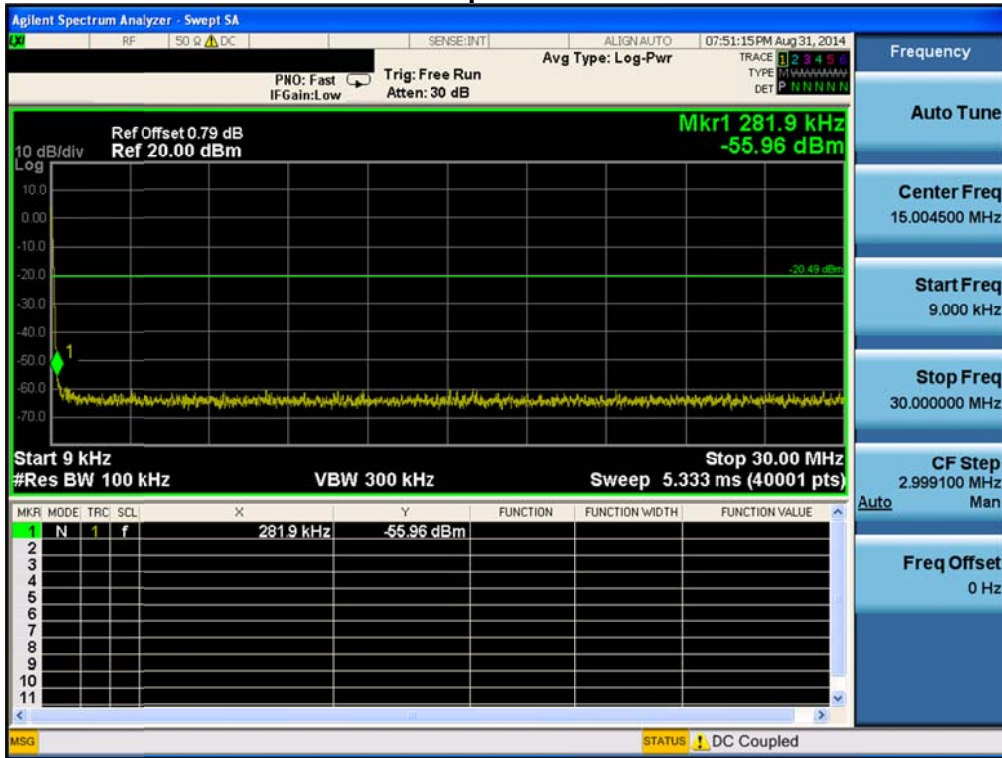 Agilent Spectrum Analyzer - Swept SA
LXI RF 50 Ω DC SENSE:INT ALIGN AUTO 07:51:15 PM Aug 31, 2014
Avg Type: Log-Pwr TRACE 1 2 3 4 5 6
PNO: Fast Trig: Free Run TYPE M WWWWW
IFGain:Low Atten: 30 dB DET P N N N N N
Ref Offset 0.79 dB Mkr1 281.9 kHz
10 dB/div Ref 20.00 dBm -55.96 dBm
Log
10.0
0.00
-10.0
-20.0 -20.49 dBm
-30.0
-40.0
-50.0 1
-60.0
-70.0
Start 9 kHz Stop 30.00 MHz
#Res BW 100 kHz VBW 300 kHz Sweep 5.333 ms (40001 pts)
MKR MODE TRC SCL X Y FUNCTION FUNCTION WIDTH FUNCTION VALUE
1 N 1 f 281.9 kHz -55.96 dBm
2
3
4
5
6
7
8
9
10
11
MSG STATUS DC Coupled
Frequency
Auto Tune
Center Freq
15.004500 MHz
Start Freq
9.000 kHz
Stop Freq
30.000000 MHz
CF Step
2.999100 MHz
Auto Man
Freq Offset
0 Hz